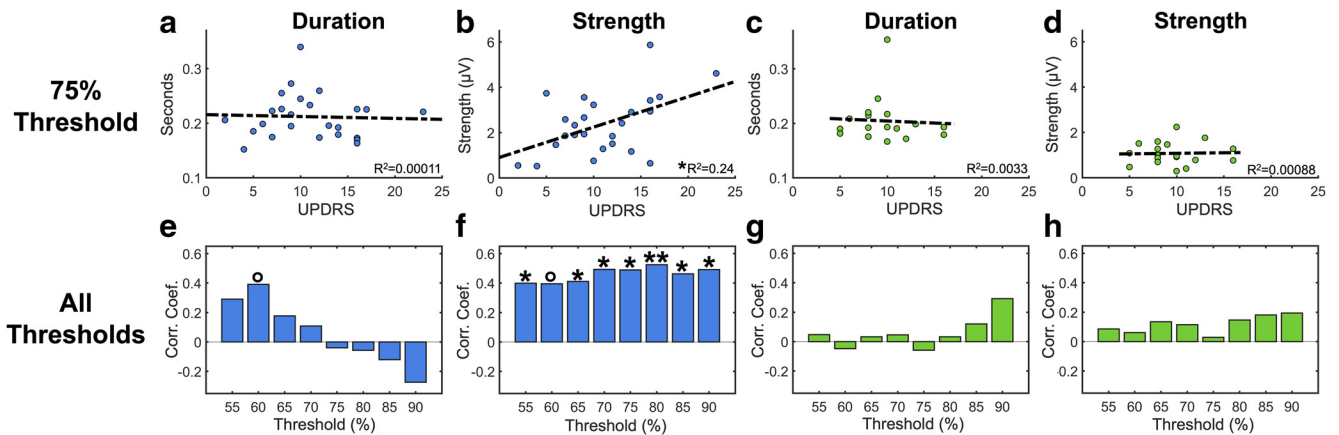 a Duration
b Strength
c Duration
d Strength
75%
Threshold
Seconds
0.3
0.2
0.1
0 5 10 15 20 25
UPDRS
R²=0.00011
Strength (µV)
6
4
2
0
0 5 10 15 20 25
UPDRS
*R²=0.24
Seconds
0.3
0.2
0.1
0 5 10 15 20 25
UPDRS
R²=0.0033
Strength (µV)
6
4
2
0
0 5 10 15 20 25
UPDRS
R²=0.00088
e
f
g
h
All
Thresholds
Corr. Coef.
0.6
0.4
0.2
0
-0.2
55 60 65 70 75 80 85 90
Threshold (%)
Corr. Coef.
0.6
0.4
0.2
0
-0.2
* * * * ** * *
55 60 65 70 75 80 85 90
Threshold (%)
Corr. Coef.
0.6
0.4
0.2
0
-0.2
55 60 65 70 75 80 85 90
Threshold (%)
Corr. Coef.
0.6
0.4
0.2
0
-0.2
55 60 65 70 75 80 85 90
Threshold (%)